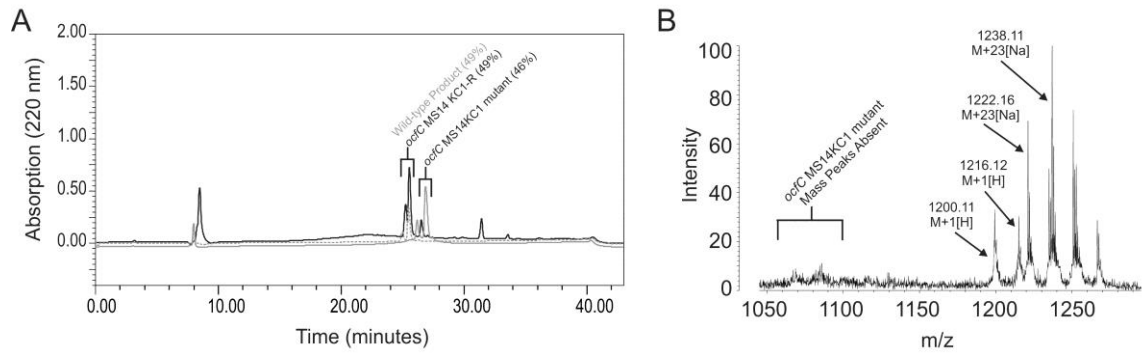 A
Absorption (220 nm)
2.00
1.50
1.00
0.50
0.00
Wild-type Product (49%)
ocfC MS14 KC1-R (49%)
ocfC MS14KC1 mutant (46%)
0.00
10.00
20.00
30.00
40.00
Time (minutes)
B
Intensity
100
80
60
40
20
0
ocfC MS14KC1 mutant
Mass Peaks Absent
1238.11
M+23[Na]
1222.16
M+23[Na]
1216.12
M+1[H]
1200.11
M+1[H]
1050
1100
1150
1200
1250
m/z